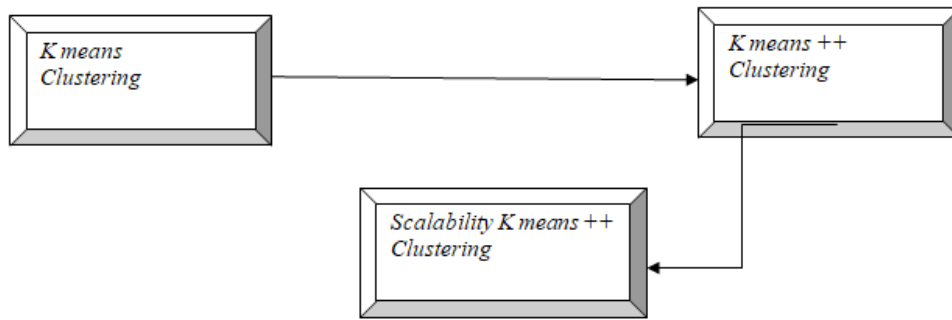 K means
Clustering
K means ++
Clustering
Scalability K means ++
Clustering